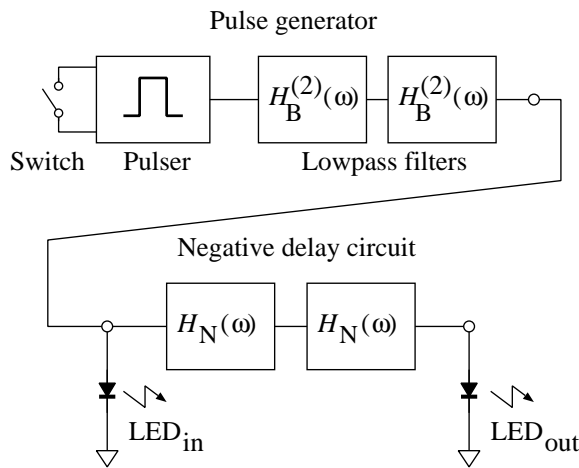 Pulse generator
H_B^(2)(ω) H_B^(2)(ω)
Switch Pulser Lowpass filters
Negative delay circuit
H_N(ω) H_N(ω)
LED_in LED_out